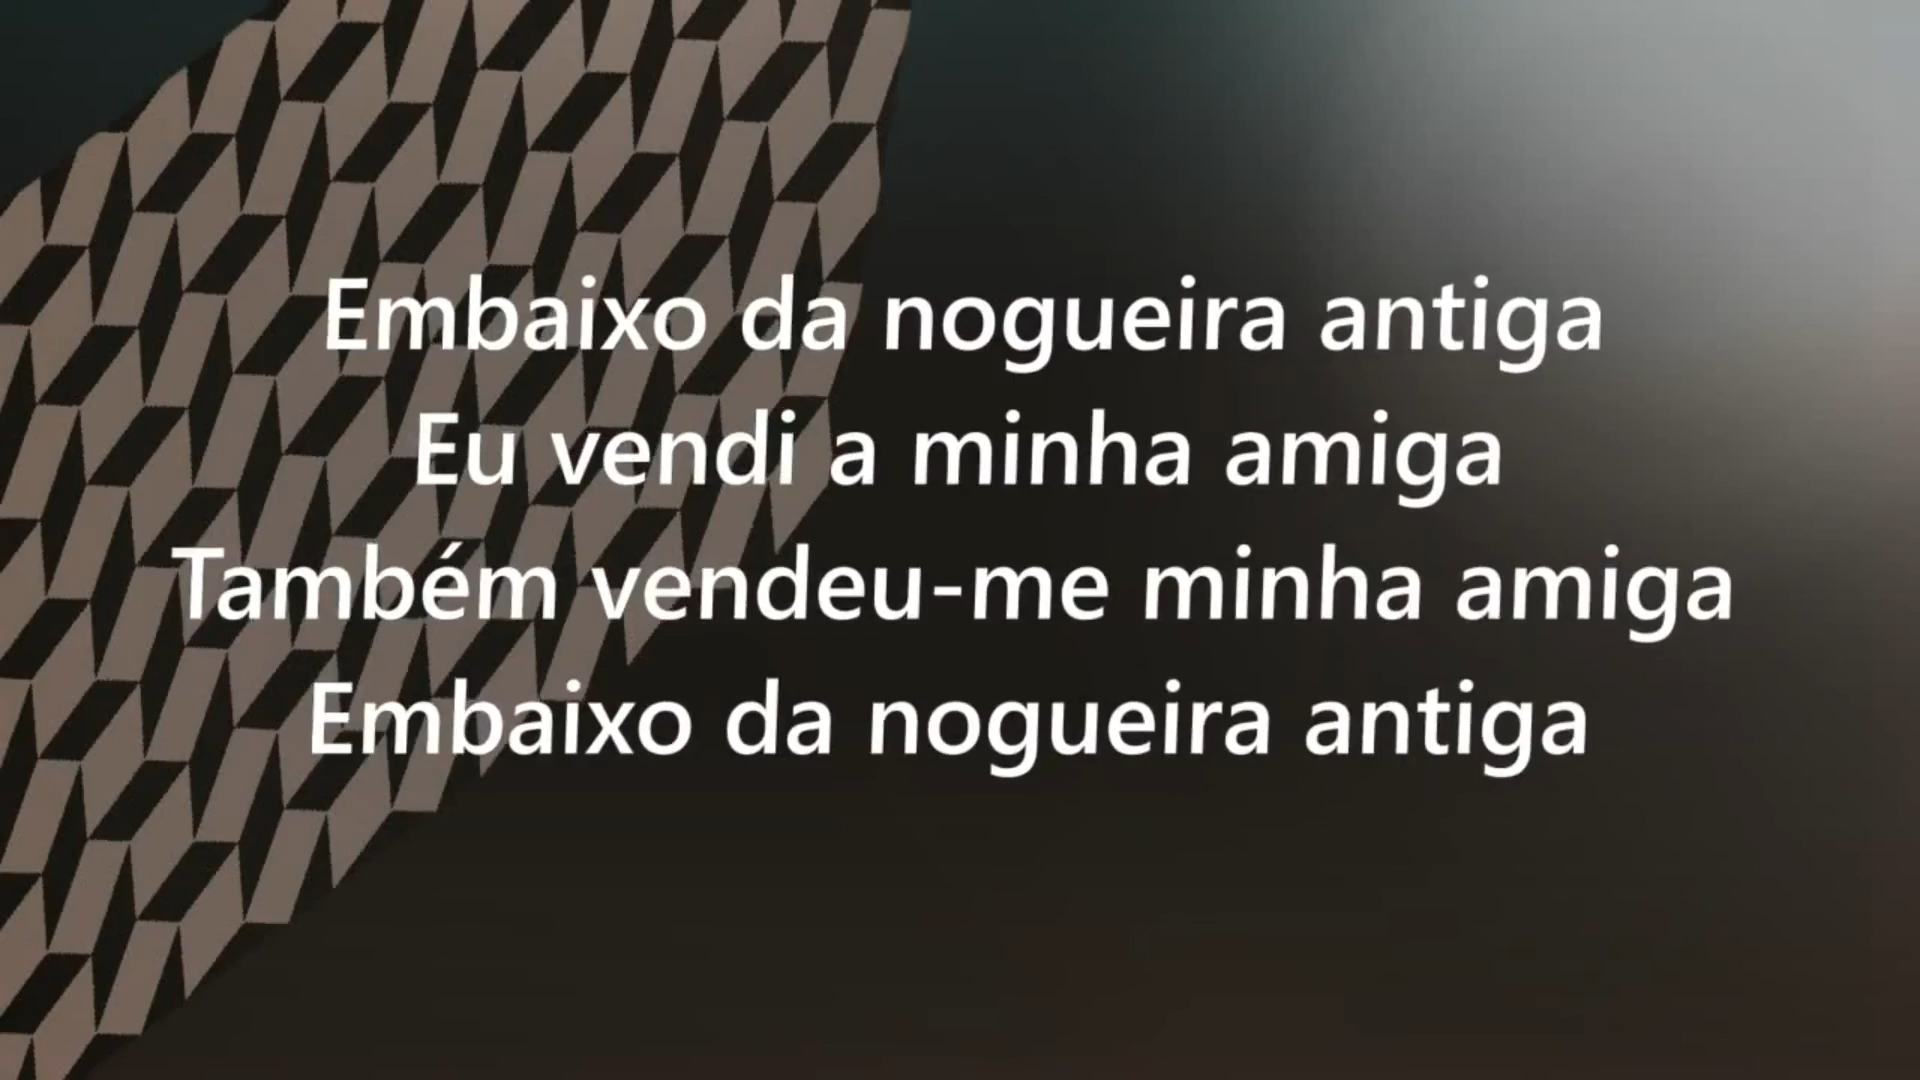 Embaixo da nogueira antiga
Eu vendi a minha amiga
Também vendeu-me minha amiga
Embaixo da nogueira antiga